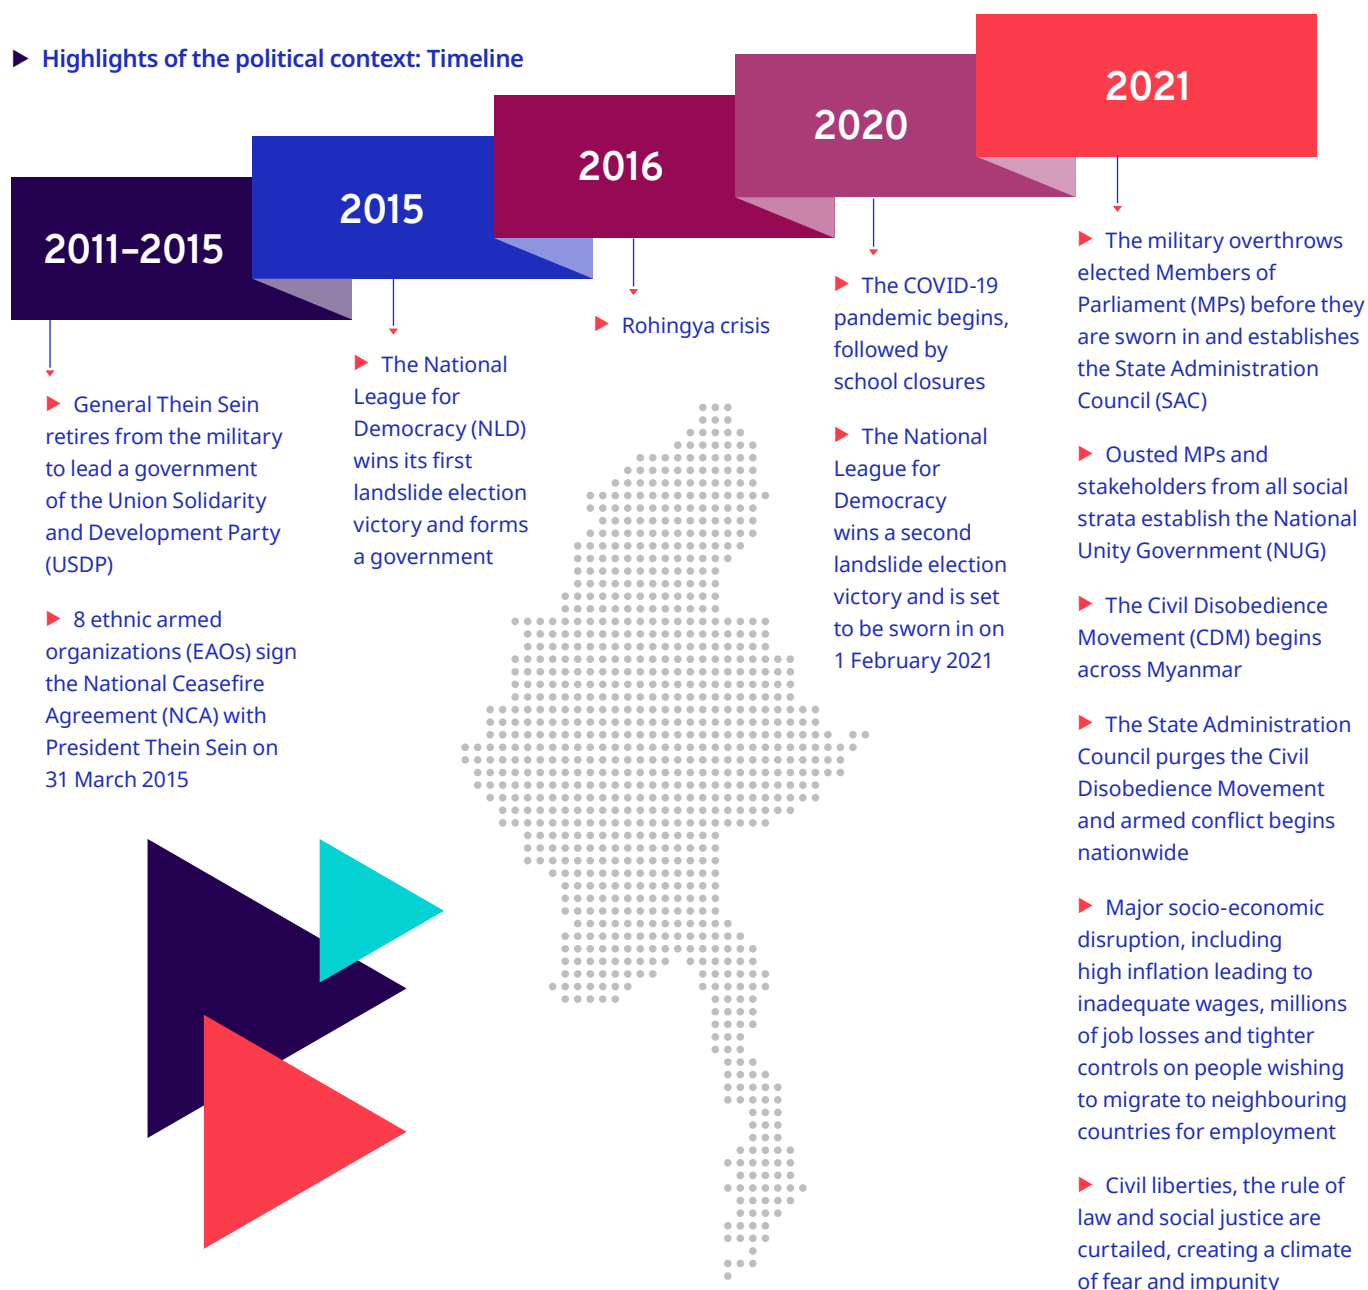 Highlights of the political context: Timeline
2011–2015
General Thein Sein
retires from the military
to lead a government
of the Union Solidarity
and Development Party
(USDP)
8 ethnic armed
organizations (EAOs) sign
the National Ceasefire
Agreement (NCA) with
President Thein Sein on
31 March 2015
2015
The National
League for
Democracy (NLD)
wins its first
landslide election
victory and forms
a government
2016
Rohingya crisis
2020
The COVID-19
pandemic begins,
followed by
school closures
The National
League for
Democracy
wins a second
landslide election
victory and is set
to be sworn in on
1 February 2021
2021
The military overthrows
elected Members of
Parliament (MPs) before they
are sworn in and establishes
the State Administration
Council (SAC)
Ousted MPs and
stakeholders from all social
strata establish the National
Unity Government (NUG)
The Civil Disobedience
Movement (CDM) begins
across Myanmar
The State Administration
Council purges the Civil
Disobedience Movement
and armed conflict begins
nationwide
Major socio-economic
disruption, including
high inflation leading to
inadequate wages, millions
of job losses and tighter
controls on people wishing
to migrate to neighbouring
countries for employment
Civil liberties, the rule of
law and social justice are
curtailed, creating a climate
of fear and impunity